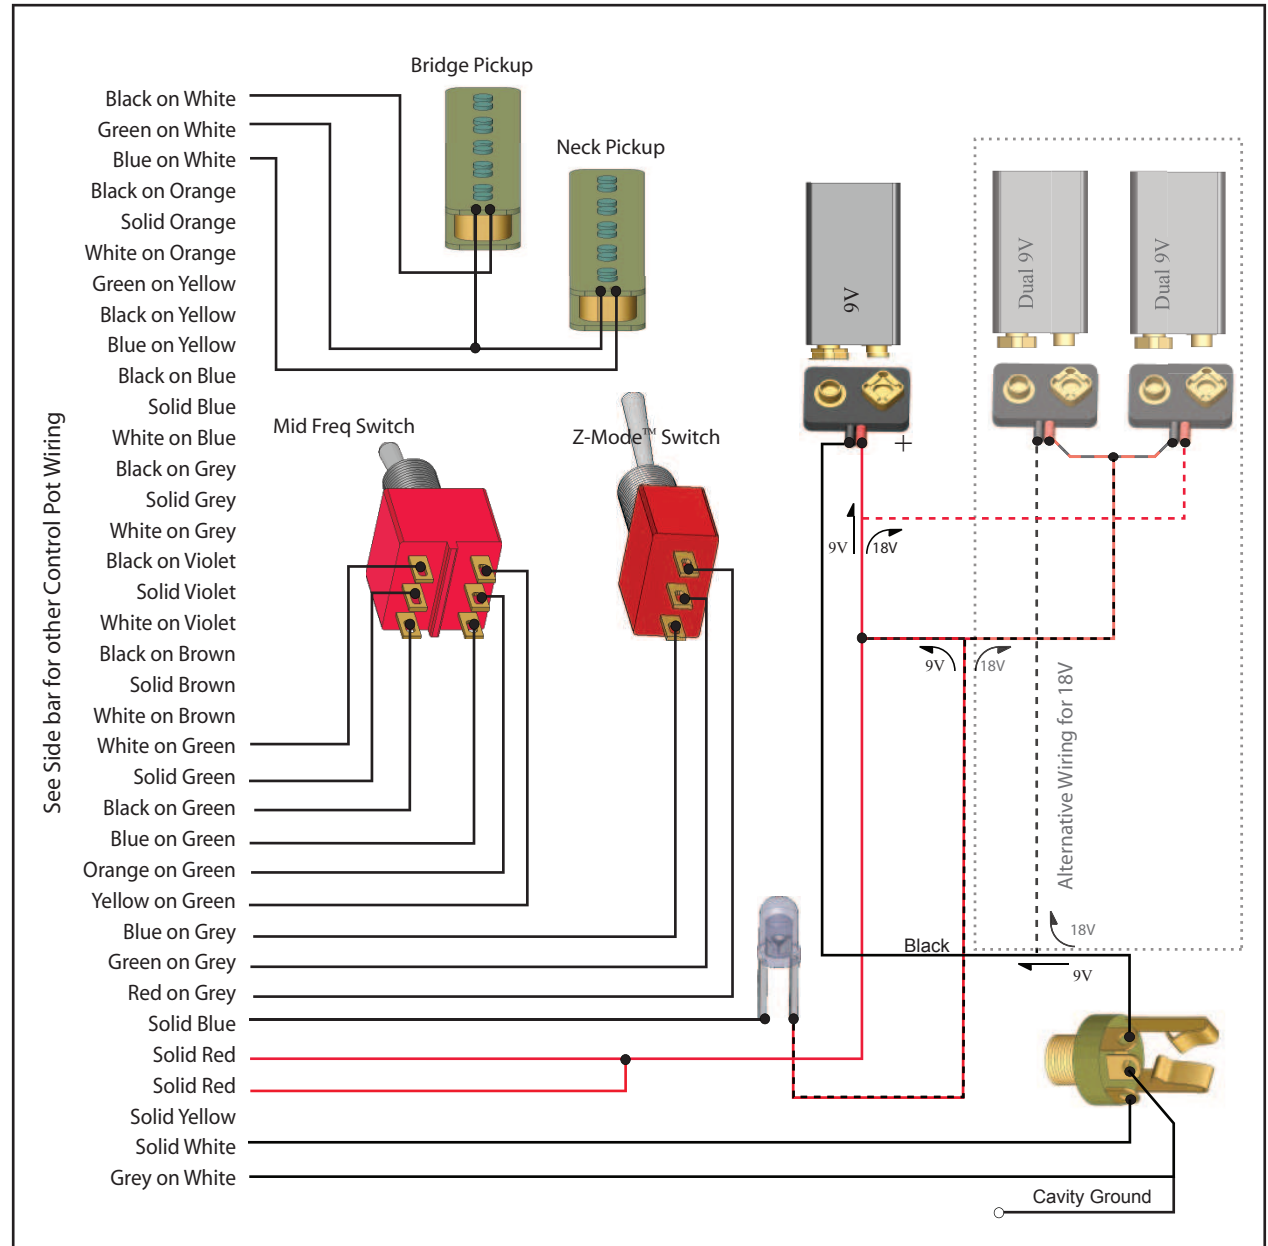 Bridge Pickup
Neck Pickup
Black on White
Green on White
Blue on White
Black on Orange
Solid Orange
White on Orange
Green on Yellow
Black on Yellow
Blue on Yellow
Black on Blue
Solid Blue
White on Blue
Black on Grey
Solid Grey
White on Grey
Black on Violet
Solid Violet
White on Violet
Black on Brown
Solid Brown
White on Brown
White on Green
Solid Green
Black on Green
Blue on Green
Orange on Green
Yellow on Green
Blue on Grey
Green on Grey
Red on Grey
Solid Blue
Solid Red
Solid Red
Solid Yellow
Solid White
Grey on White
See Side bar for other Control Pot Wiring
Mid Freq Switch
Z-Mode™ Switch
9V
Dual 9V
Dual 9V
+
9V
18V
9V
18V
Alternative Wiring for 18V
18V
Black
9V
Cavity Ground